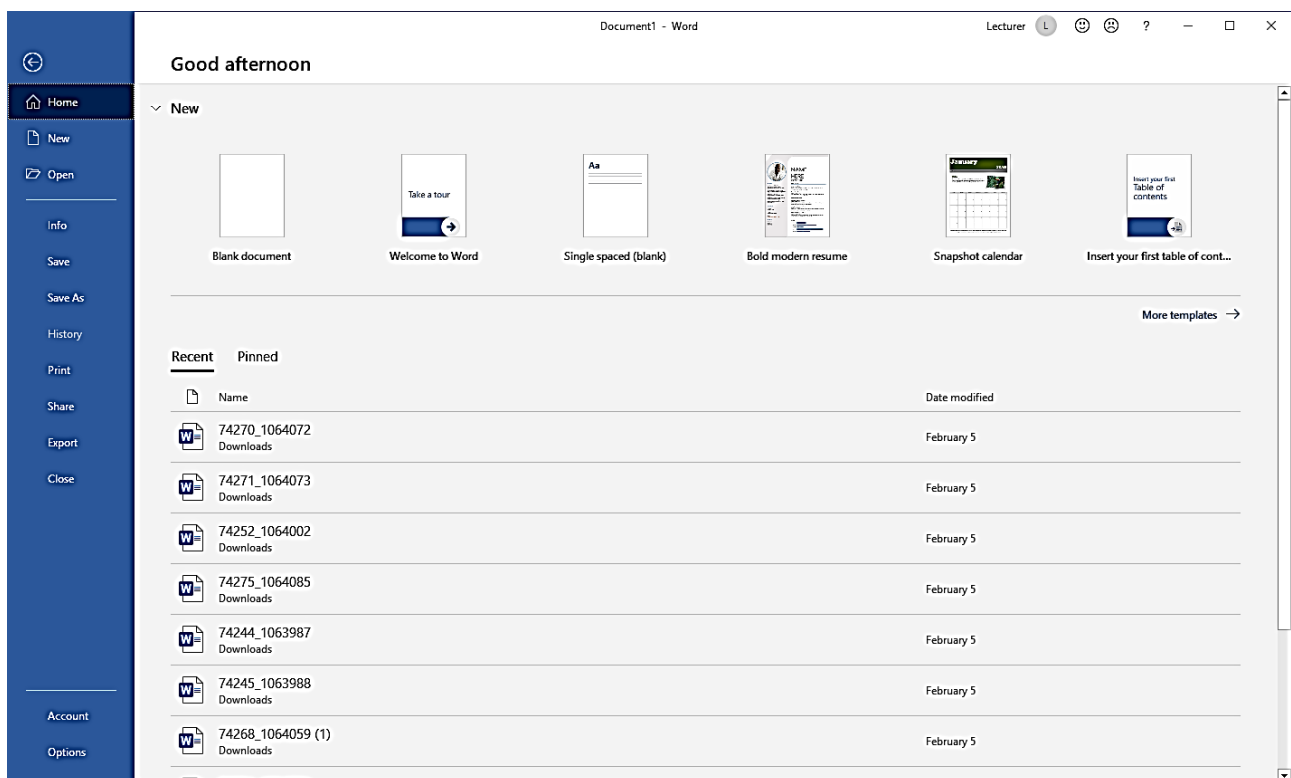 Document1 - Word
Lecturer L ?
Good afternoon
Home
New
Open
Info
Save
Save As
History
Print
Share
Export
Close
Account
Options
New
Take a tour
Aa
NAME
HERE
January
Insert your first
Table of
contents
Blank document
Welcome to Word
Single spaced (blank)
Bold modern resume
Snapshot calendar
Insert your first table of cont...
More templates
Recent Pinned
Name Date modified
W 74270_1064072
Downloads
February 5
W 74271_1064073
Downloads
February 5
W 74252_1064002
Downloads
February 5
W 74275_1064085
Downloads
February 5
W 74244_1063987
Downloads
February 5
W 74245_1063988
Downloads
February 5
W 74268_1064059 (1)
Downloads
February 5